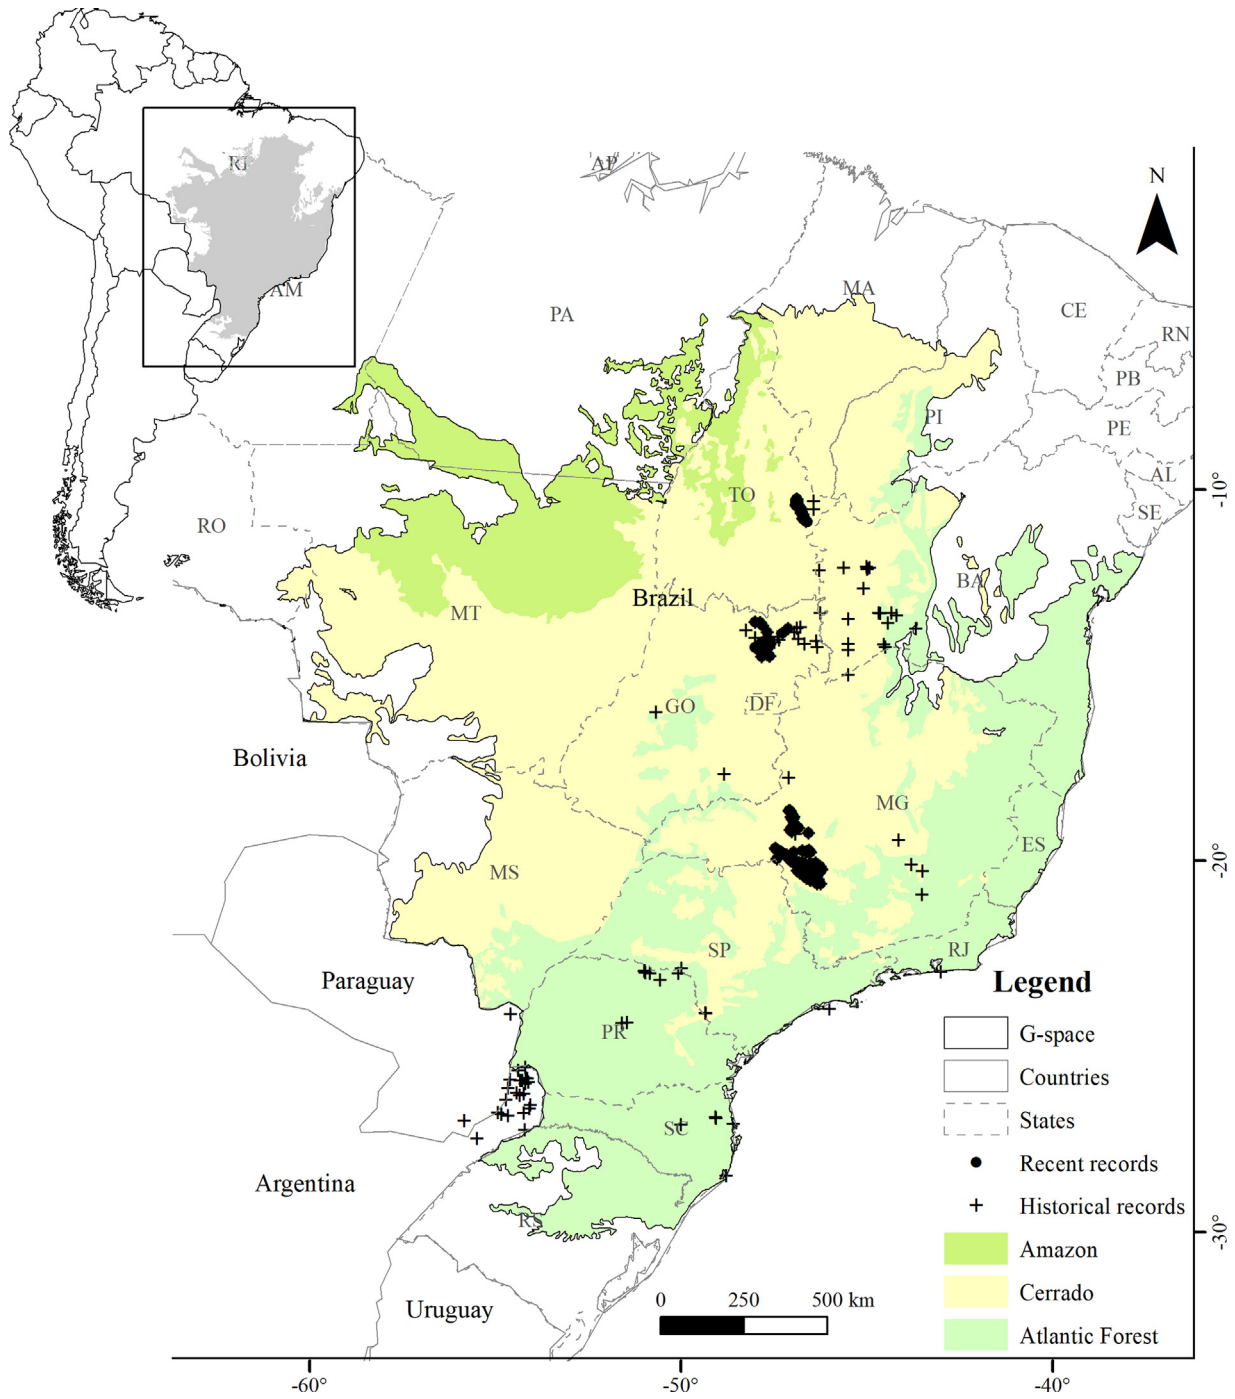 RJ
AM
N
AP
PA
MA
CE
RN
PB
PI
PE
AL
TO
SE
-10°
RO
BA
MT
Brazil
GO
DF
Bolivia
MG
ES
MS
-20°
SP
RJ
Paraguay
Legend
G-space
PR
Countries
States
SC
Recent records
Argentina
Historical records
RS
-30°
Amazon
Cerrado
Uruguay
0 250 500 km
Atlantic Forest
-60° -50° -40°